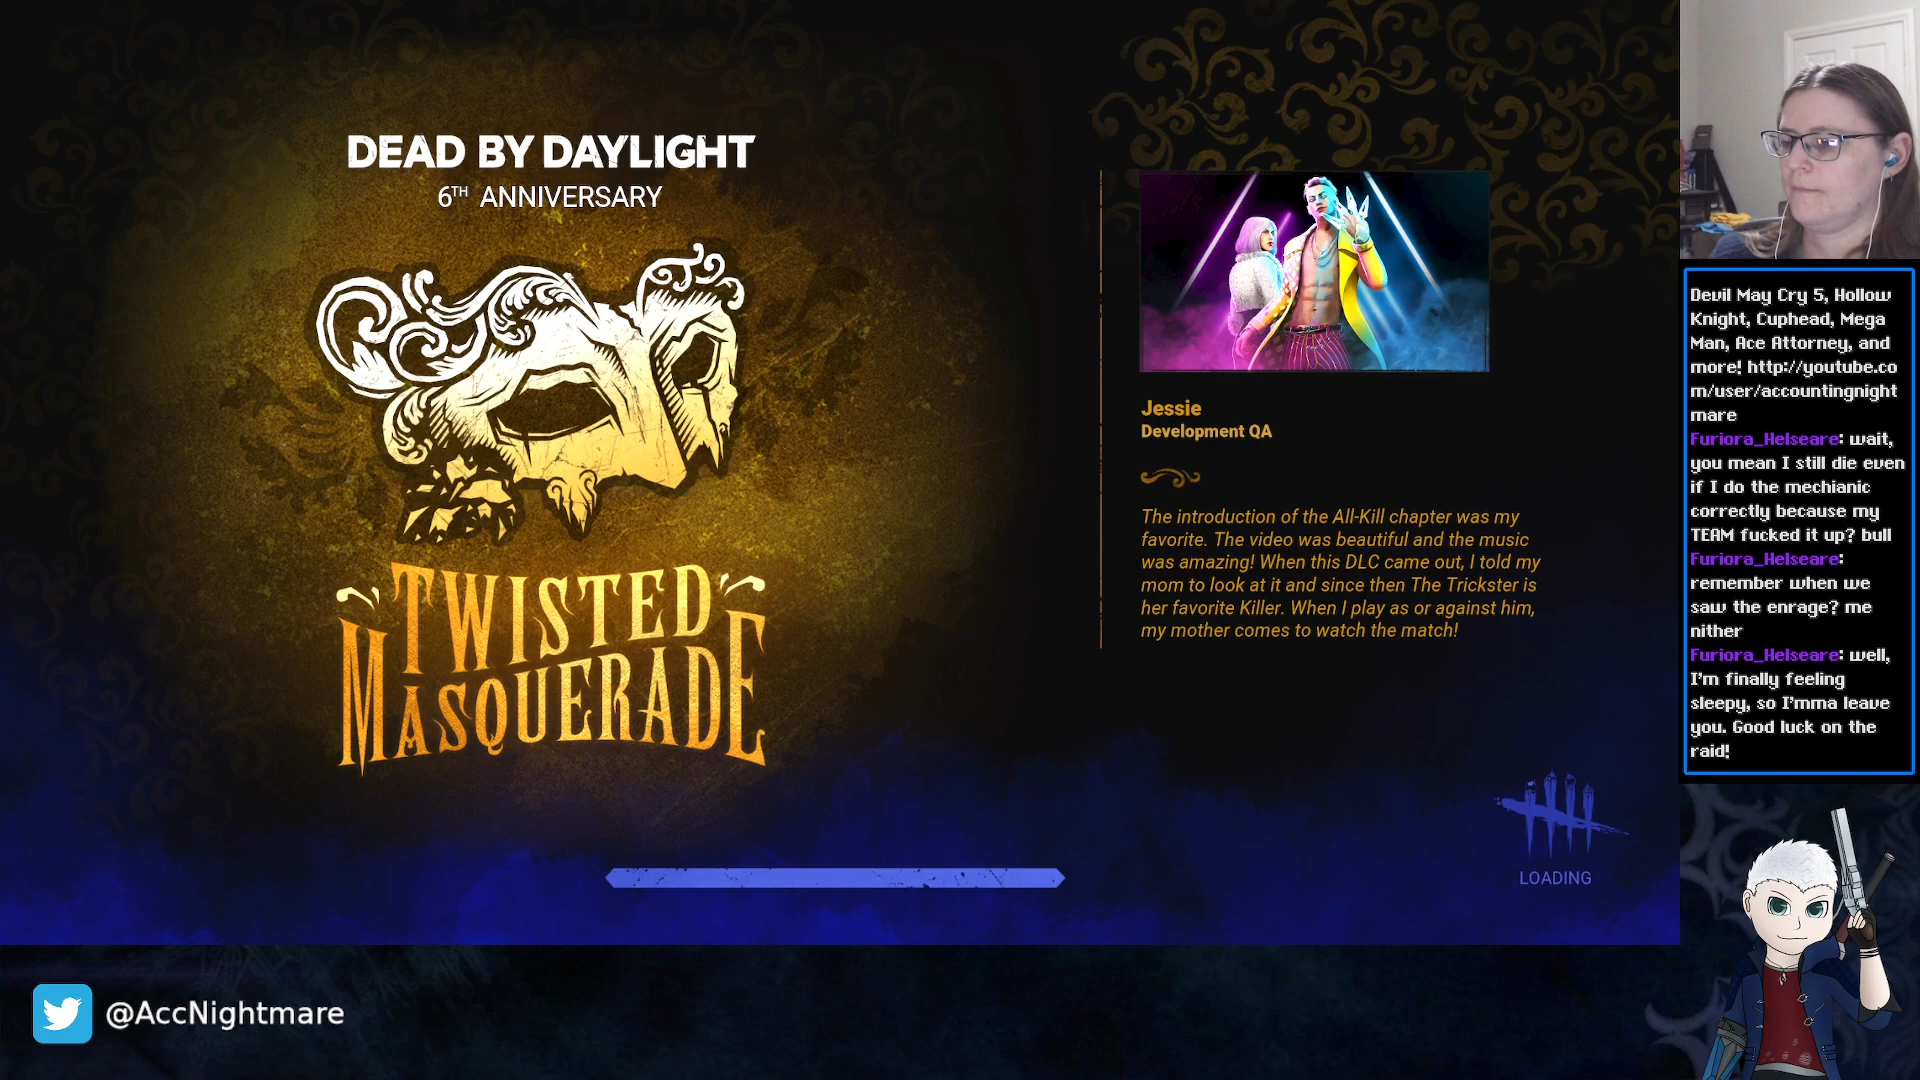 DEAD BY DAYLIGHT
6TH ANNIVERSARY
TWISTED
MASQUERADE
Jessie
Development QA
The introduction of the All-Kill chapter was my
favorite. The video was beautiful and the music
was amazing! When this DLC came out, I told my
mom to look at it and since then The Trickster is
her favorite Killer. When I play as or against him,
my mother comes to watch the match!
LOADING
Devil May Cry 5, Hollow
Knight, Cuphead, Mega
Man, Ace Attorney, and
more! http://youtube.co
m/user/accountingnight
mare
Furiora_Helseare: wait,
you mean I still die even
if I do the mechianic
correctly because my
TEAM fucked it up? bull
Furiora_Helseare:
remember when we
saw the enrage? me
nither
Furiora_Helseare: well,
I'm finally feeling
sleepy, so I'mma leave
you. Good luck on the
raid!
@AccNightmare